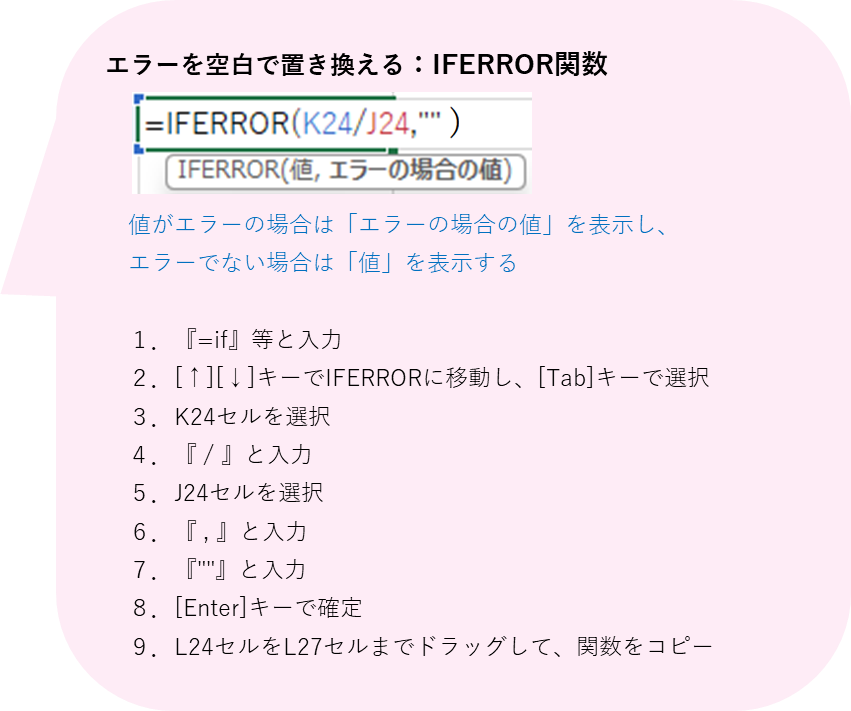 エラーを空白で置き換える：IFERROR関数
=IFERROR(K24/J24,"" )
IFERROR(値, エラーの場合の値)
値がエラーの場合は「エラーの場合の値」を表示し、
エラーでない場合は「値」を表示する
１．『=if』等と入力
２．[↑][↓]キーでIFERRORに移動し、[Tab]キーで選択
３．K24セルを選択
４．『 / 』と入力
５．J24セルを選択
６．『 , 』と入力
７．『""』と入力
８．[Enter]キーで確定
９．L24セルをL27セルまでドラッグして、関数をコピー